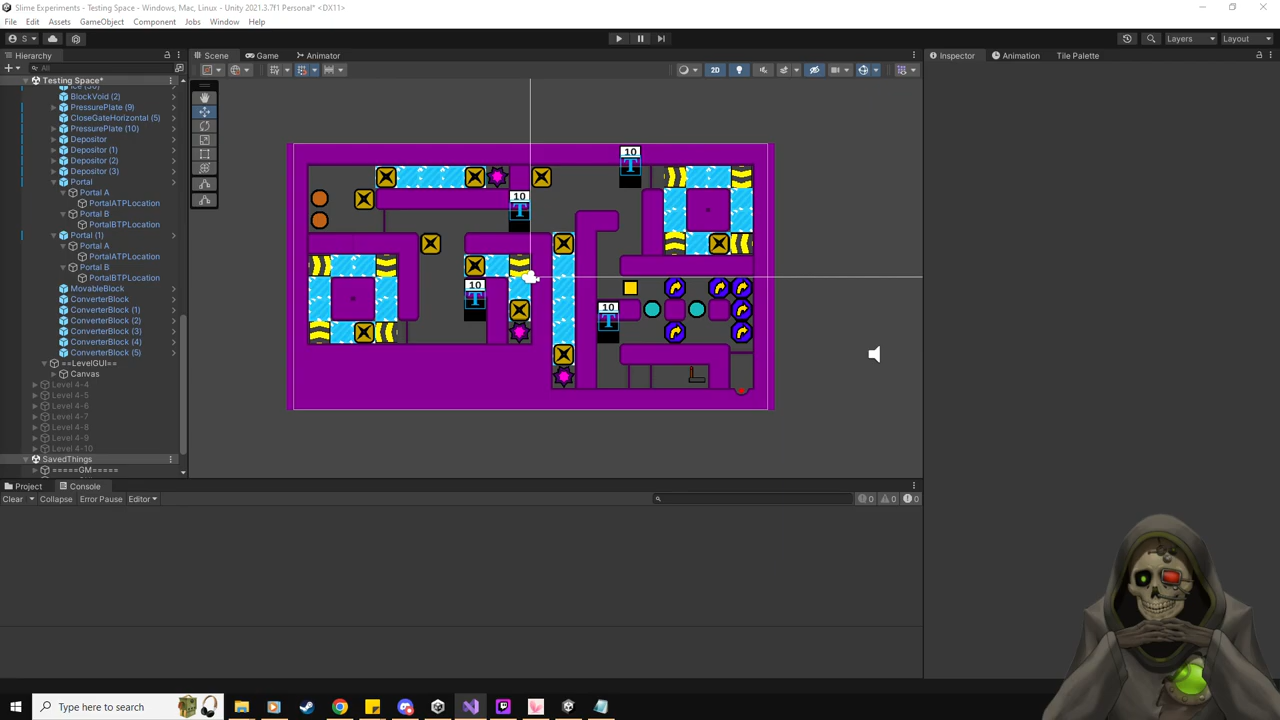 Slime Experiments - Testing Space - Windows, Mac, Linux - Unity 2021.3.7f1 Personal* <DX11>
File Edit Assets GameObject Component Jobs Window Help
S
Layers Layout
Hierarchy
Scene Game Animator
Inspector Animation Tile Palette
All
2D
Testing Space*
Ice (30)
BlockVoid (2)
PressurePlate (9)
CloseGateHorizontal (5)
PressurePlate (10)
Depositor
Depositor (1)
Depositor (2)
Depositor (3)
Portal
Portal A
PortalATPLocation
Portal B
PortalBTPLocation
Portal (1)
Portal A
PortalATPLocation
Portal B
PortalBTPLocation
MovableBlock
ConverterBlock
ConverterBlock (1)
ConverterBlock (2)
ConverterBlock (3)
ConverterBlock (4)
ConverterBlock (5)
==LevelGUI==
Canvas
Level 4-4
Level 4-5
Level 4-6
Level 4-7
Level 4-8
Level 4-9
Level 4-10
SavedThings
=====GM=====
10
T
10
T
10
T
10
T
Project Console
Clear Collapse Error Pause Editor
0 0 0
Type here to search